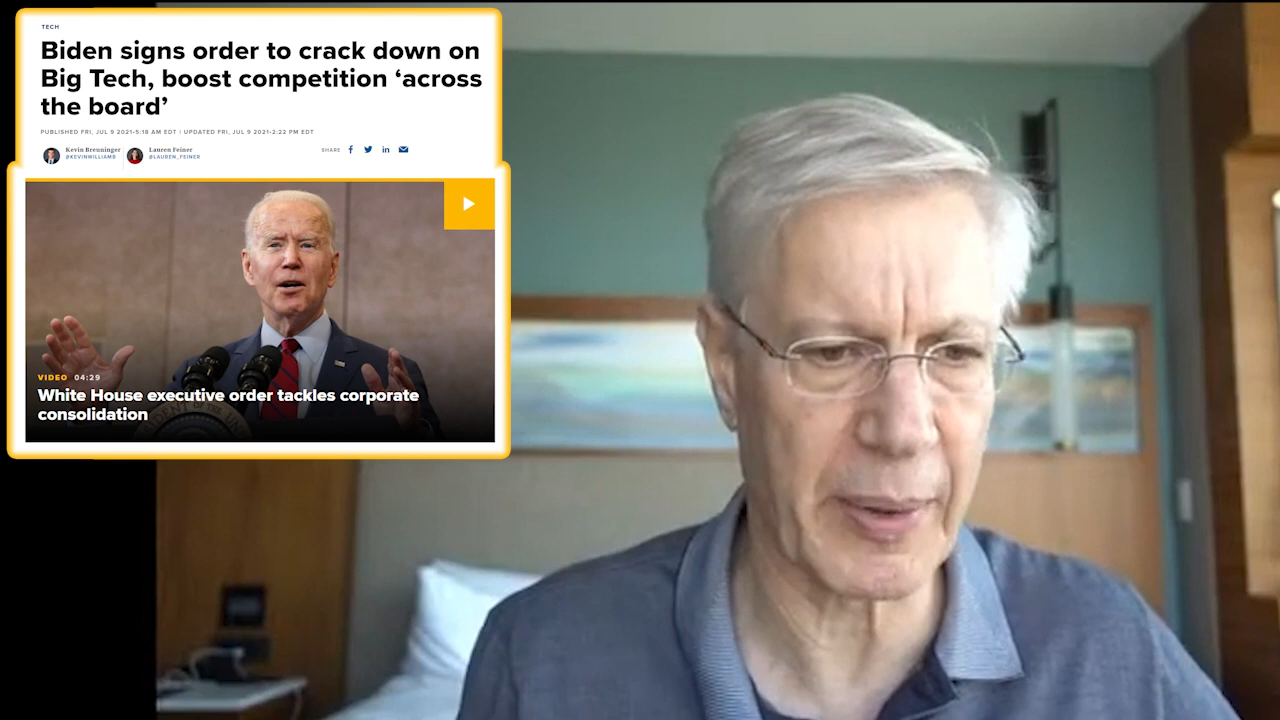 TECH
Biden signs order to crack down on
Big Tech, boost competition ‘across
the board’
PUBLISHED FRI, JUL 9 2021•5:18 AM EDT | UPDATED FRI, JUL 9 2021•2:22 PM EDT
Kevin Breuninger
@KEVINWILLIAMB
Lauren Feiner
@LAUREN_FEINER
SHARE
VIDEO 04:29
White House executive order tackles corporate
consolidation